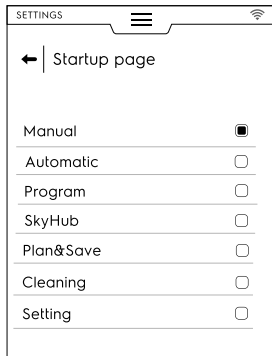 SETTINGS
Startup page
Manual
Automatic
Program
SkyHub
Plan&Save
Cleaning
Setting